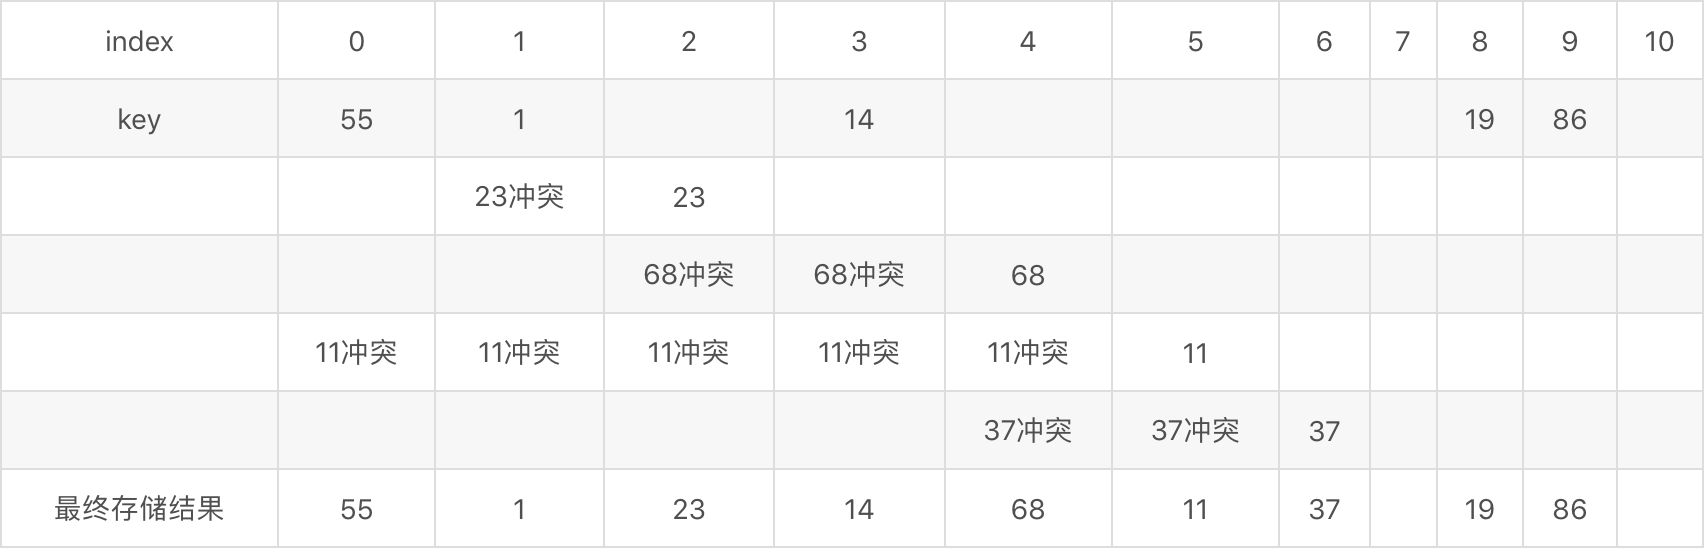 index 0 1 2 3 4 5 6 7 8 9 10
key 55 1 14 19 86
23冲突 23
68冲突 68冲突 68
11冲突 11冲突 11冲突 11冲突 11冲突 11
37冲突 37冲突 37
最终存储结果 55 1 23 14 68 11 37 19 86